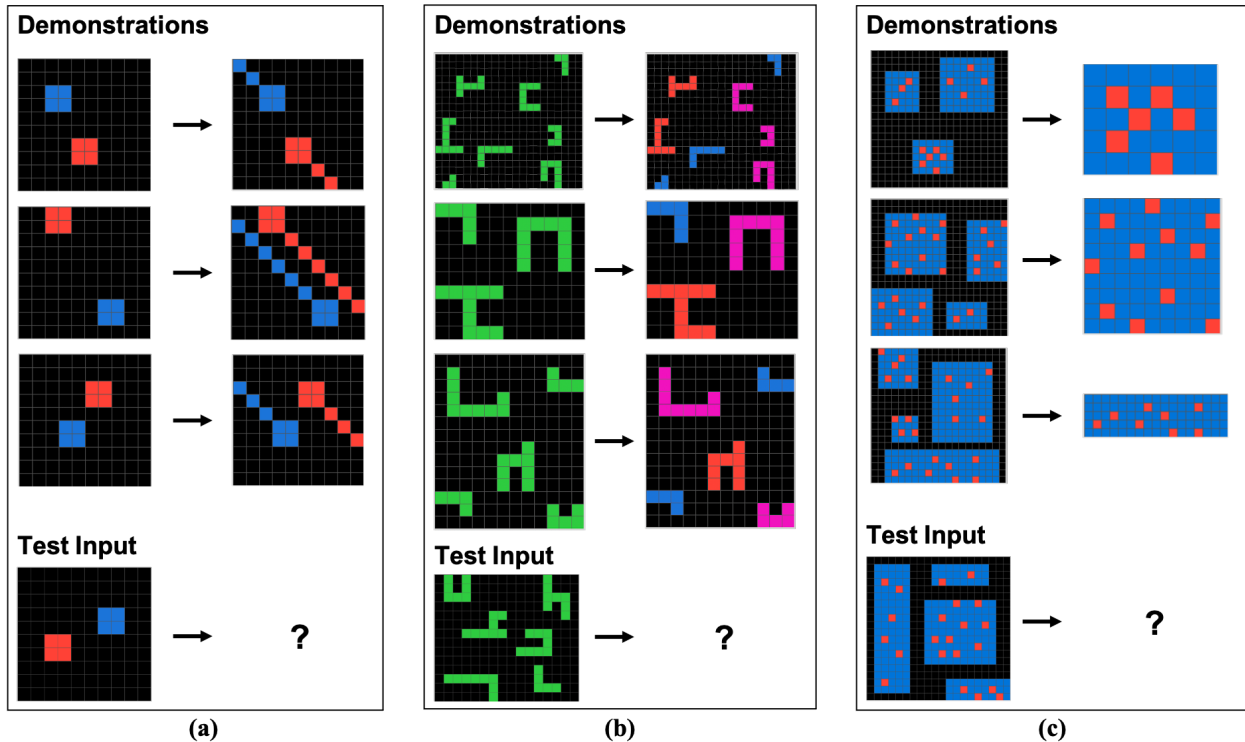 Demonstrations
Test Input
?
(a)
Demonstrations
Test Input
?
(b)
Demonstrations
Test Input
?
(c)